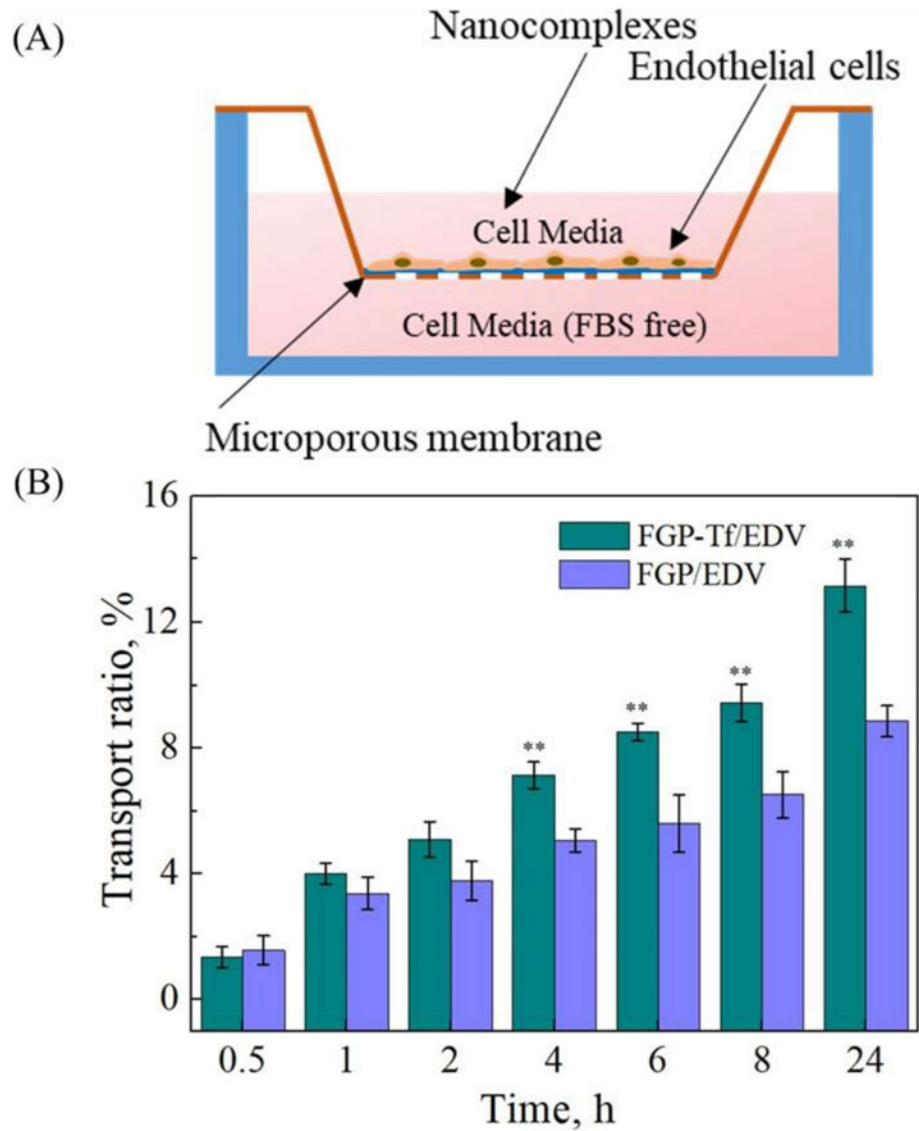 (A)
Nanocomplexes
Endothelial cells
Cell Media
Cell Media (FBS free)
Microporous membrane
(B)
16
12
8
4
0
Transport ratio, %
FGP-Tf/EDV
FGP/EDV
**
**
**
**
0.5 1 2 4 6 8 24
Time, h